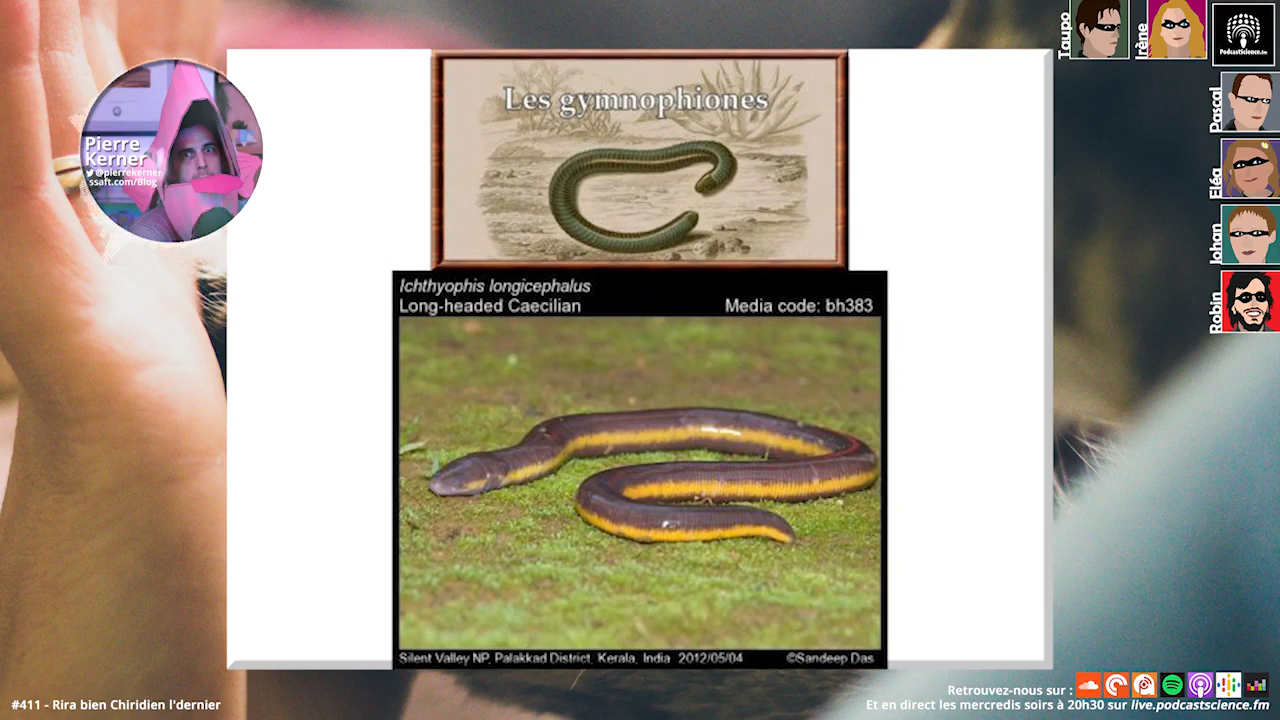 Taupo
Irène
PodcastScience.fm
Pascal
Eléa
Johan
Robin
Pierre
Kerner
@pierrekerner
ssaft.com/Blog
Les gymnophiones
Ichthyophis longicephalus
Long-headed Caecilian
Media code: bh383
Silent Valley NP, Palakkad District, Kerala, India 2012/05/04
©Sandeep Das
#411 - Rira bien Chiridien l'dernier
Retrouvez-nous sur :
Et en direct les mercredis soirs à 20h30 sur live.podcastscience.fm